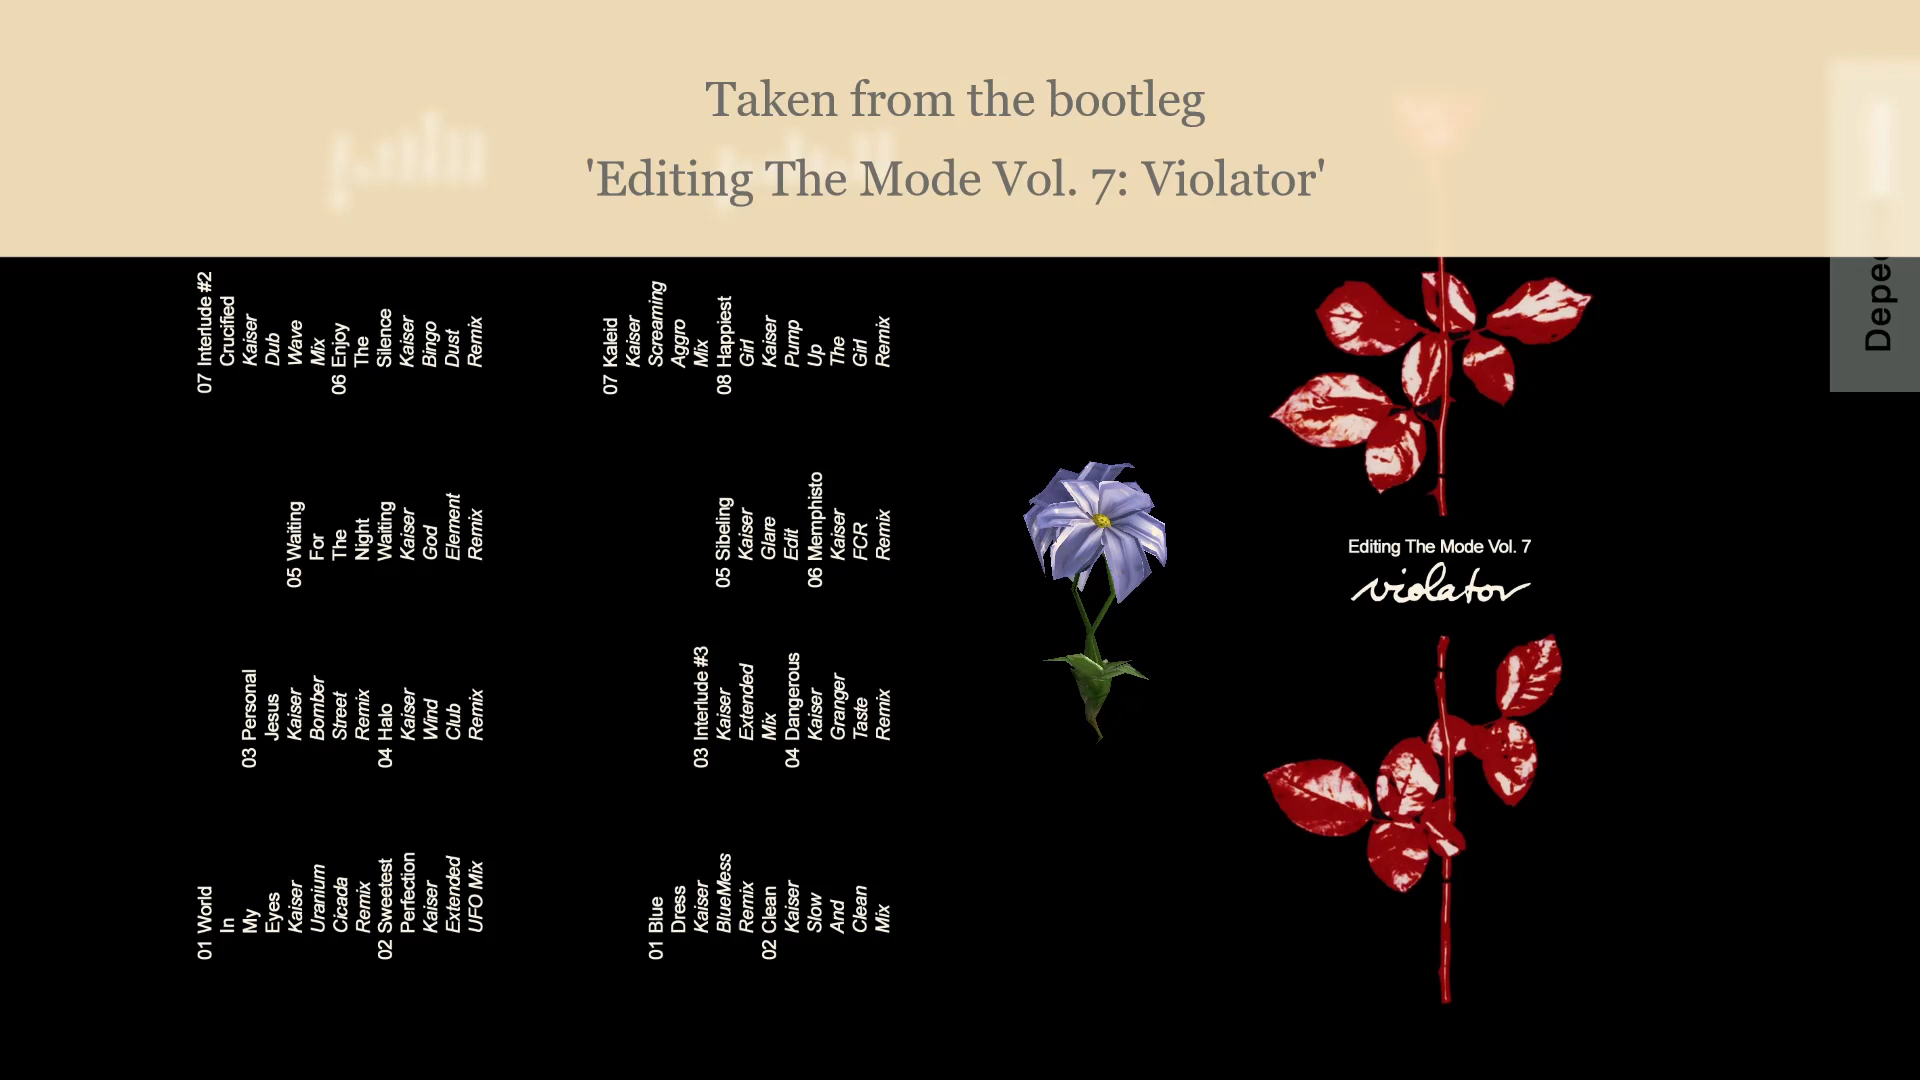 Taken from the bootleg
'Editing The Mode Vol. 7: Violator'
07 Interlude #2
Crucified
Kaiser
Dub
Wave
Mix
06 Enjoy
The
Silence
Kaiser
Bingo
Dust
Remix
07 Kaleid
Kaiser
Screaming
Aggro
Mix
08 Happiest
Girl
Kaiser
Pump
Up
The
Girl
Remix
05 Waiting
For
The
Night
Waiting
Kaiser
God
Element
Remix
05 Sibeling
Kaiser
Glare
Edit
06 Memphisto
Kaiser
FCR
Remix
03 Personal
Jesus
Kaiser
Bomber
Street
Remix
04 Halo
Kaiser
Wind
Club
Remix
03 Interlude #3
Kaiser
Extended
Mix
04 Dangerous
Kaiser
Granger
Taste
Remix
01 World
In
My
Eyes
Kaiser
Uranium
Cicada
Remix
02 Sweetest
Perfection
Kaiser
Extended
UFO Mix
01 Blue
Dress
Kaiser
BlueMess
Remix
02 Clean
Kaiser
Slow
And
Clean
Mix
Editing The Mode Vol. 7
violator
Depe